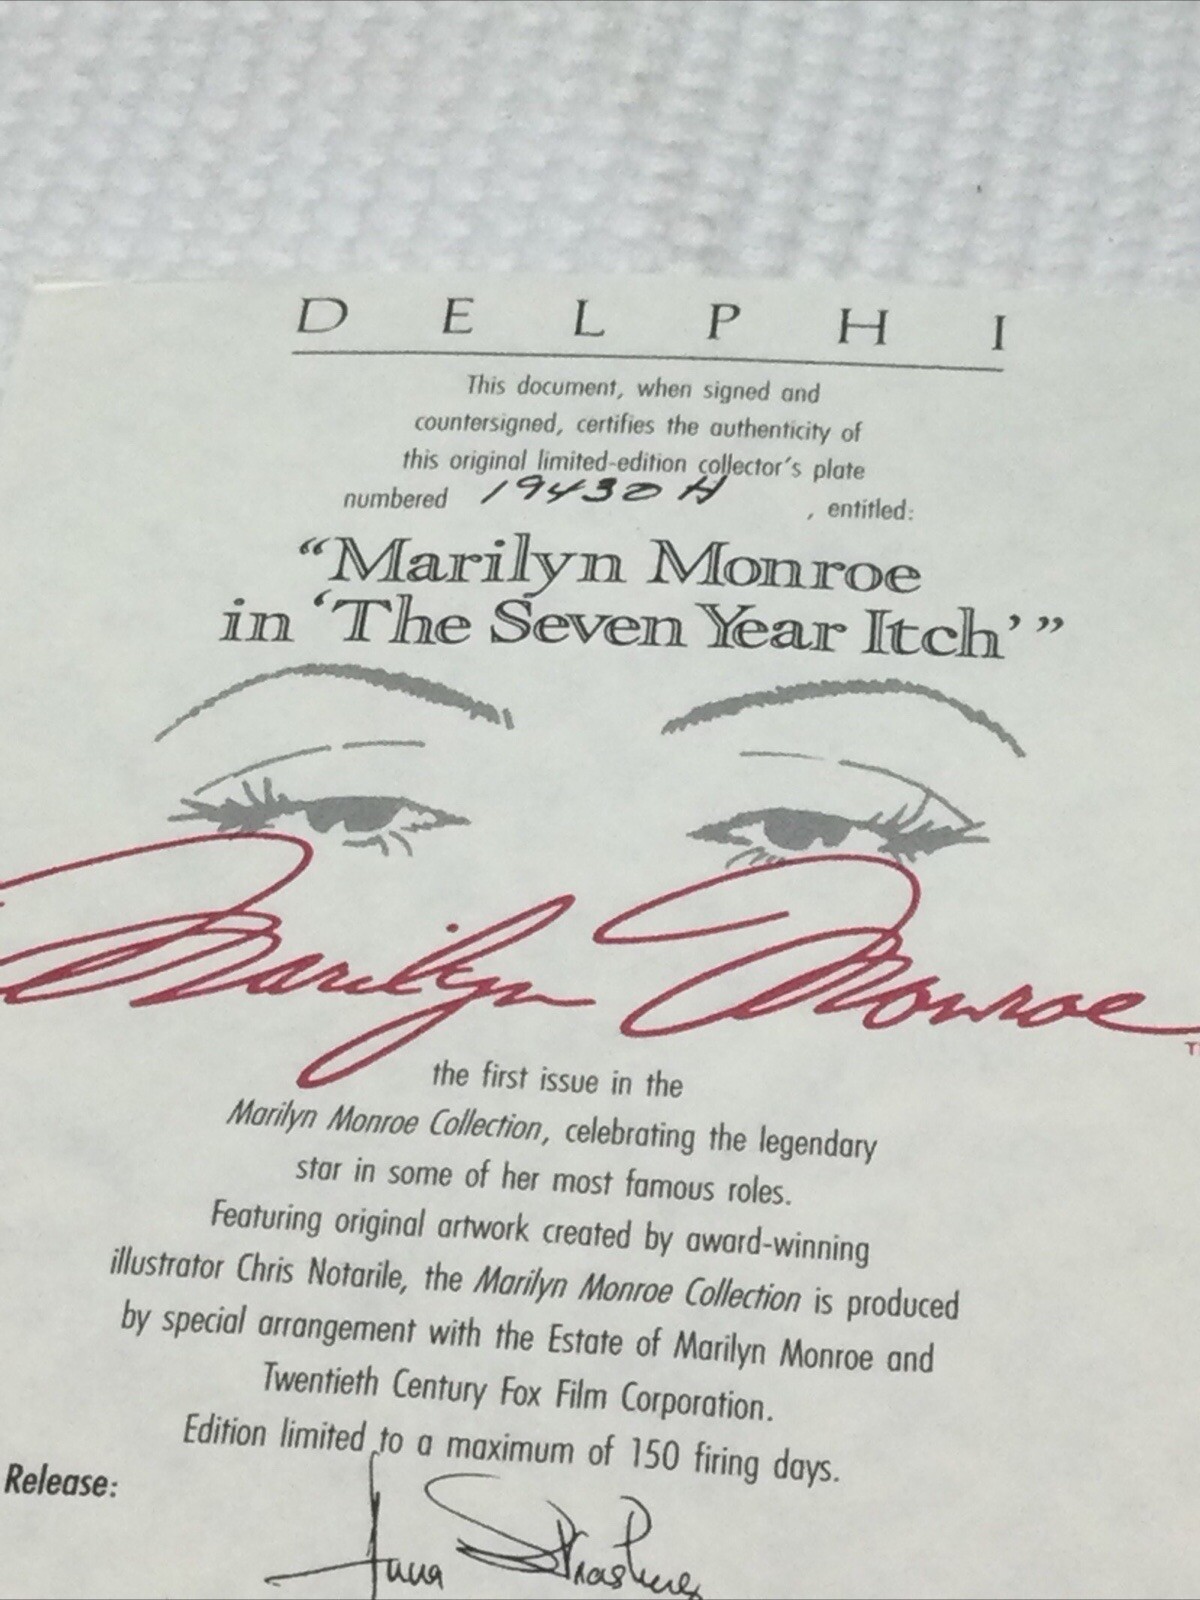 DELPHI
This document, when signed and
countersigned, certifies the authenticity of
this original limited-edition collector's plate
numbered 19430 H , entitled:
“Marilyn Monroe
in ‘The Seven Year Itch’”
Marilyn Monroe
the first issue in the
Marilyn Monroe Collection, celebrating the legendary
star in some of her most famous roles.
Featuring original artwork created by award-winning
illustrator Chris Notarile, the Marilyn Monroe Collection is produced
by special arrangement with the Estate of Marilyn Monroe and
Twentieth Century Fox Film Corporation.
Edition limited to a maximum of 150 firing days.
Release:
Anna Strasberg